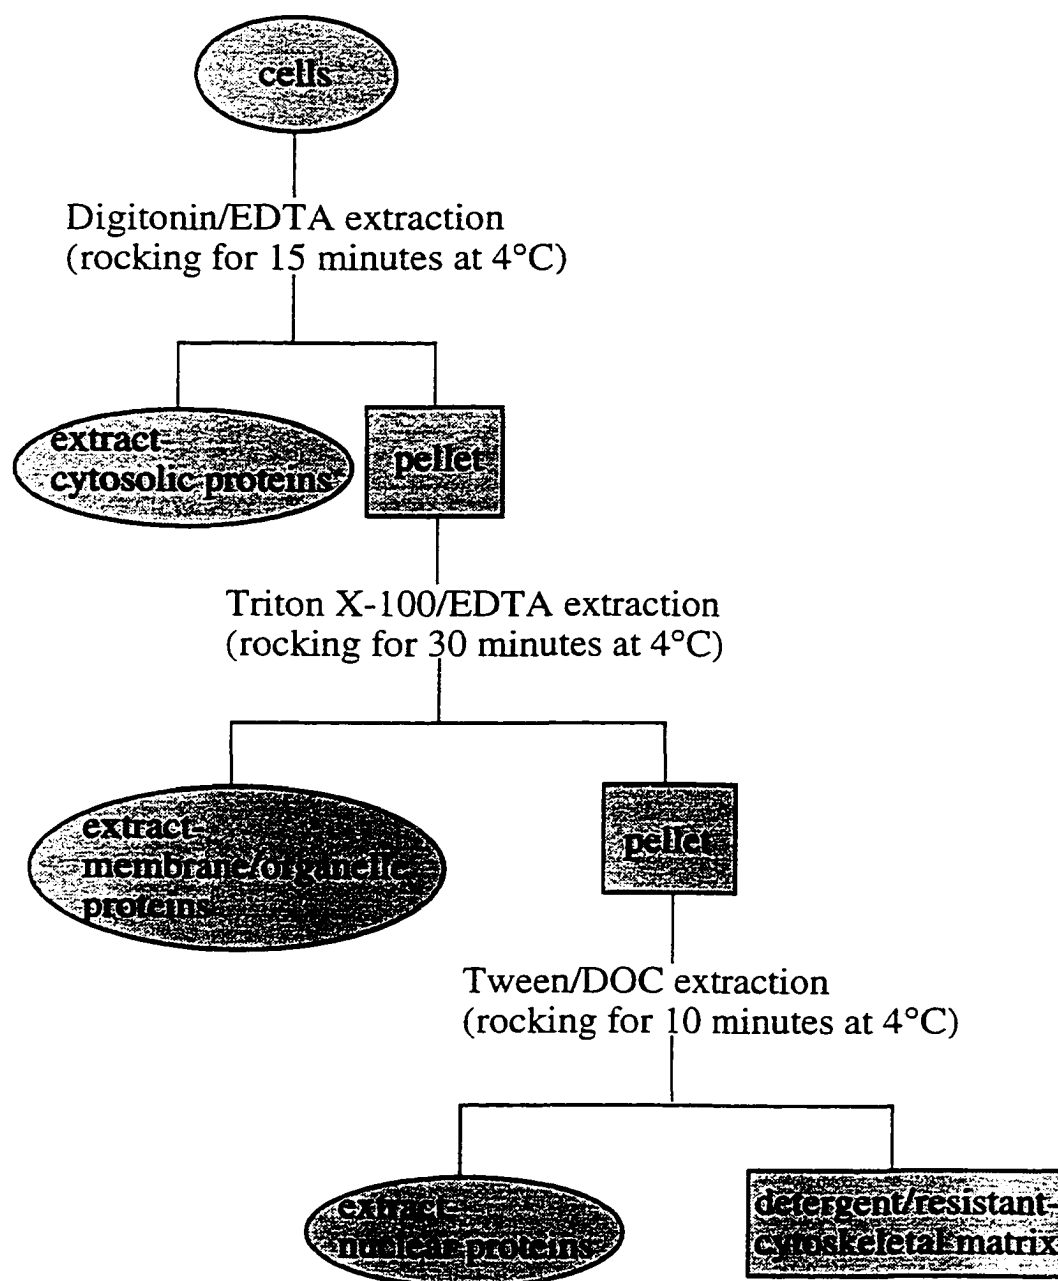 cells
Digitonin/EDTA extraction
(rocking for 15 minutes at 4°C)
extract-
cytosolic proteins
pellet
Triton X-100/EDTA extraction
(rocking for 30 minutes at 4°C)
extract-
membrane/organelle
proteins
pellet
Tween/DOC extraction
(rocking for 10 minutes at 4°C)
extract-
nuclear proteins
detergent/resistant-
cytoskeletal matrix